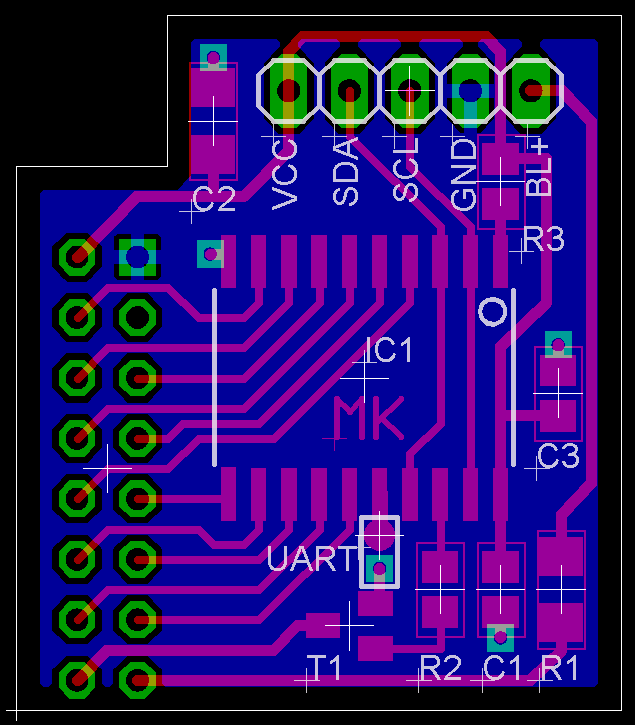 VCC SDA SCL GND BL+
C2
R3
IC1
MK
C3
UART
T1 R2 C1 R1